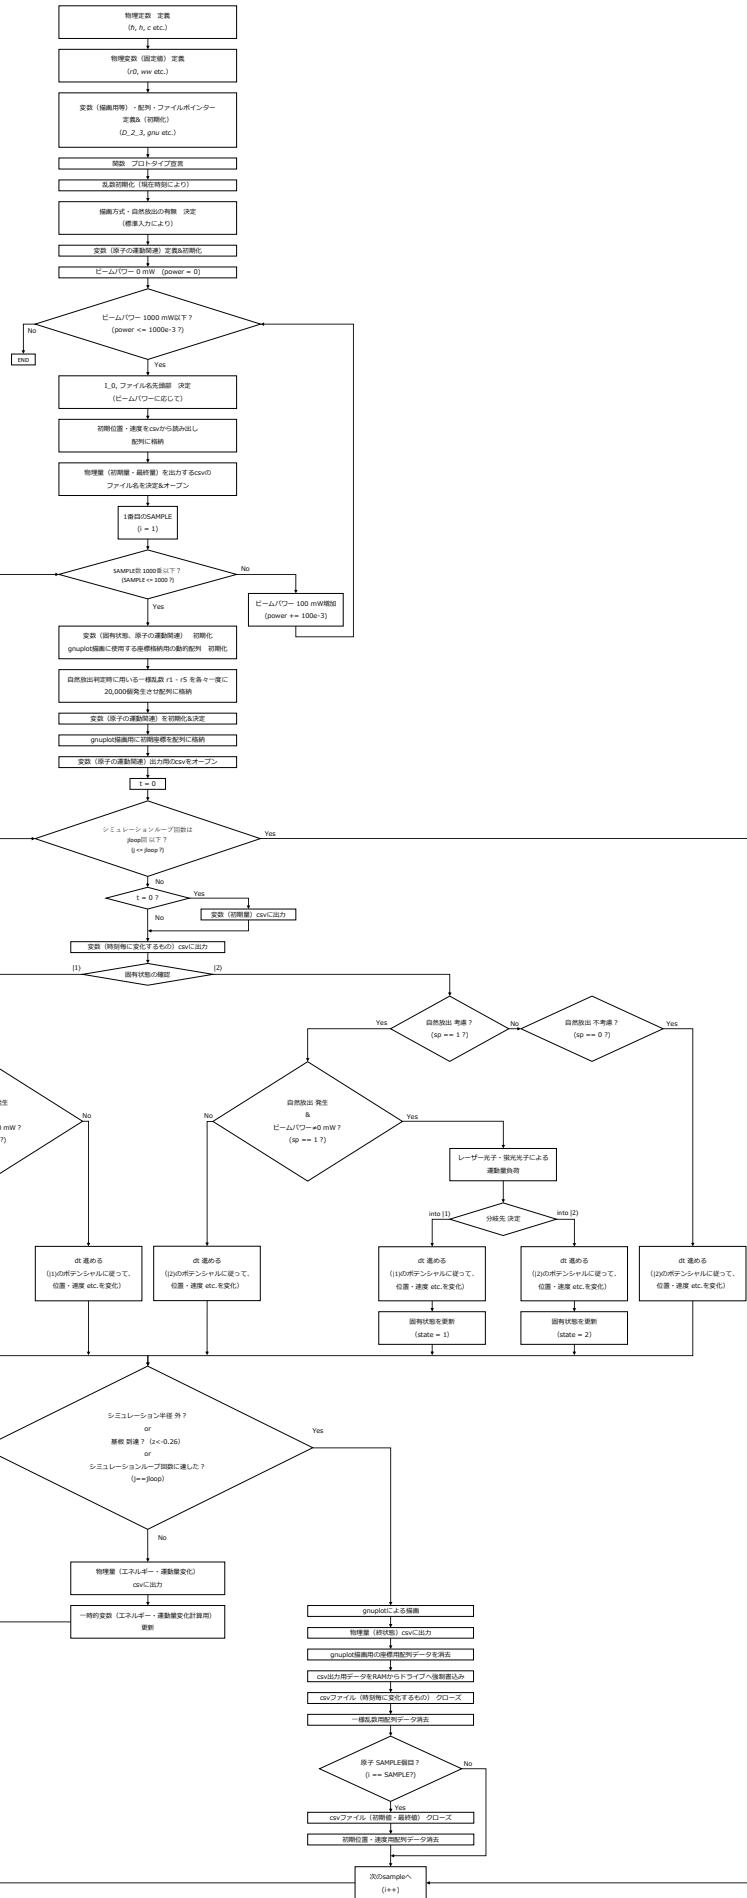 物理定数　定義
(ℏ, h, c etc.)
物理変数（固定値）定義
(r0, ww etc.)
変数（描画用等）・配列・ファイルポインター
定義&（初期化）
(D_2_3, gnu etc.)
関数　プロトタイプ宣言
乱数初期化（現在時刻により）
描画方式・自然放出の有無　決定
（標準入力により）
変数（原子の運動関連）定義&初期化
ビームパワー 0 mW　(power = 0)
ビームパワー 1000 mW以下？
(power <= 1000e-3 ?)
No
END
Yes
I_0, ファイル名先頭部　決定
（ビームパワーに応じて）
初期位置・速度をcsvから読み出し
配列に格納
物理量（初期量・最終量）を出力するcsvの
ファイル名を決定&オープン
1番目のSAMPLE
(i = 1)
SAMPLE数 1000番以下？
(SAMPLE <= 1000 ?)
No
Yes
ビームパワー 100 mW増加
(power += 100e-3)
変数（固有状態、原子の運動関連）　初期化
gnuplot描画に使用する座標格納用の動的配列　初期化
自然放出判定時に用いる一様乱数 r1 - r5 を各々一度に
20,000個発生させ配列に格納
変数（原子の運動関連）を初期化&決定
gnuplot描画用に初期座標を配列に格納
変数（原子の運動関連）出力用のcsvをオープン
t = 0
シミュレーションループ回数は
jloop回 以下？
(j <= jloop ?)
Yes
No
t = 0 ?
Yes
変数（初期量）csvに出力
No
変数（時刻毎に変化するもの）csvに出力
|1⟩
固有状態の確認
|2⟩
自然放出 考慮？
(sp == 1 ?)
Yes
No
自然放出 不考慮？
(sp == 0 ?)
Yes
発生
0 mW？
?)
No
自然放出 発生
&
ビームパワー≠0 mW？
(sp == 1 ?)
No
Yes
レーザー光子・蛍光光子による
運動量負荷
into |1⟩
分岐先 決定
into |2⟩
dt 進める
(|1⟩のポテンシャルに従って、
位置・速度 etc.を変化)
dt 進める
(|2⟩のポテンシャルに従って、
位置・速度 etc.を変化)
dt 進める
(|1⟩のポテンシャルに従って、
位置・速度 etc.を変化)
dt 進める
(|2⟩のポテンシャルに従って、
位置・速度 etc.を変化)
dt 進める
(|2⟩のポテンシャルに従って、
位置・速度 etc.を変化)
固有状態を更新
(state = 1)
固有状態を更新
(state = 2)
シミュレーション半径 外？
or
基板 到達？（z<-0.26）
or
シミュレーションループ回数に達した？
(j==jloop)
Yes
No
物理量（エネルギー・運動量変化）
csvに出力
一時的変数（エネルギー・運動量変化計算用）
更新
gnuplotによる描画
物理量（終状態）csvに出力
gnuplot描画用の座標用配列データを消去
csv出力用データをRAMからドライブへ強制書込み
csvファイル（時刻毎に変化するもの） クローズ
一様乱数用配列データ消去
原子 SAMPLE個目？
(i == SAMPLE?)
No
Yes
csvファイル（初期値・最終値） クローズ
初期位置・速度用配列データ消去
次のsampleへ
(i++)